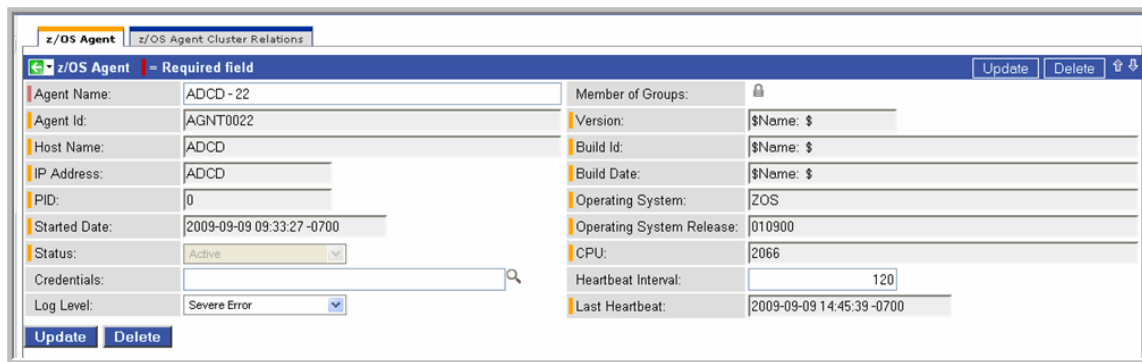 z/OS Agent z/OS Agent Cluster Relations
z/OS Agent = Required field Update Delete
Agent Name: ADCD - 22 Member of Groups:
Agent Id: AGNT0022 Version: $Name: $
Host Name: ADCD Build Id: $Name: $
IP Address: ADCD Build Date: $Name: $
PID: 0 Operating System: ZOS
Started Date: 2009-09-09 09:33:27 -0700 Operating System Release: 010900
Status: Active CPU: 2066
Credentials: Heartbeat Interval: 120
Log Level: Severe Error Last Heartbeat: 2009-09-09 14:45:39 -0700
Update Delete